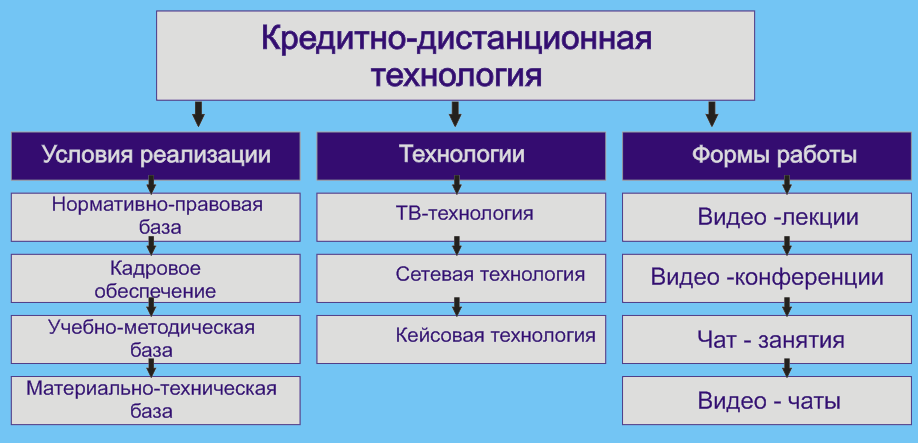 Кредитно-дистанционная
технология
Условия реализации
Нормативно-правовая
база
Кадровое
обеспечение
Учебно-методическая
база
Материально-техническая
база
Технологии
ТВ-технология
Сетевая технология
Кейсовая технология
Формы работы
Видео -лекции
Видео -конференции
Чат - занятия
Видео - чаты